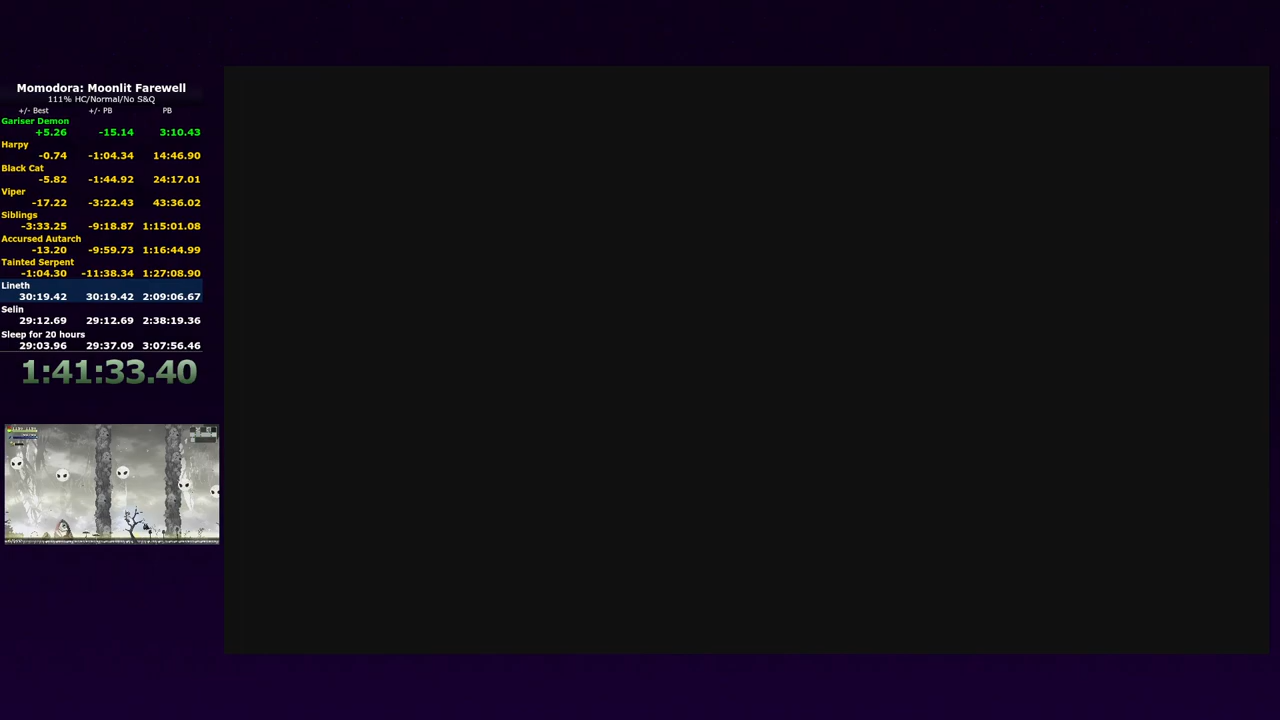 Momodora: Moonlit Farewell
111% HC/Normal/No S&Q
+/- Best +/- PB PB
Gariser Demon
+5.26 -15.14 3:10.43
Harpy
-0.74 -1:04.34 14:46.90
Black Cat
-5.82 -1:44.92 24:17.01
Viper
-17.22 -3:22.43 43:36.02
Siblings
-3:33.25 -9:18.87 1:15:01.08
Accursed Autarch
-13.20 -9:59.73 1:16:44.99
Tainted Serpent
-1:04.30 -11:38.34 1:27:08.90
Lineth
30:19.42 30:19.42 2:09:06.67
Selin
29:12.69 29:12.69 2:38:19.36
Sleep for 20 hours
29:03.96 29:37.09 3:07:56.46
1:41:33.40